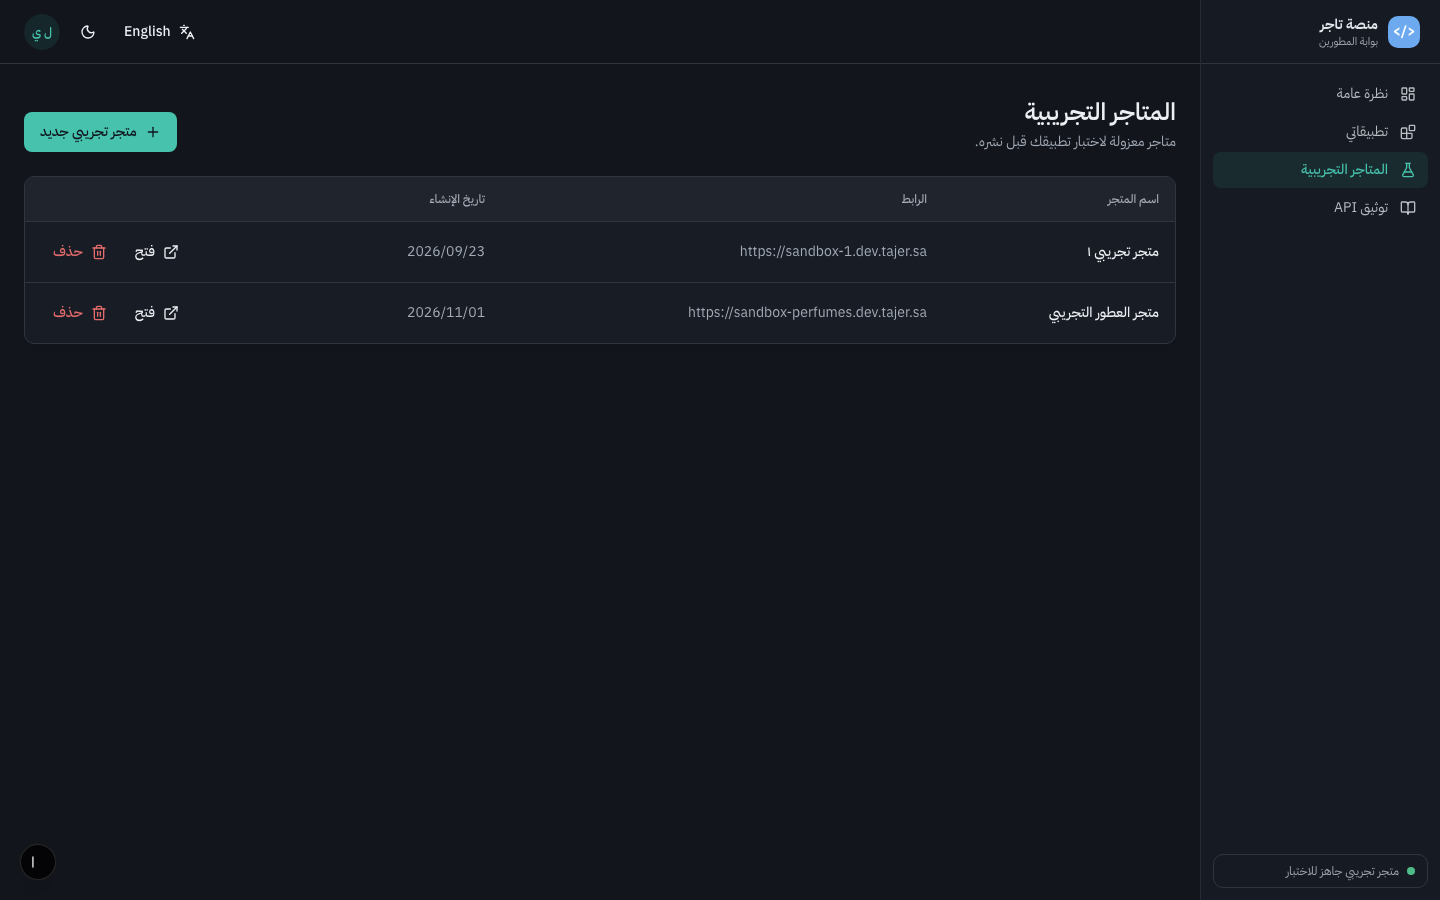 منصة تاجر
بوابة المطورين
نظرة عامة
تطبيقاتي
المتاجر التجريبية
توثيق API
متجر تجريبي جاهز للاختبار
English
ل ي
المتاجر التجريبية
متاجر معزولة لاختبار تطبيقك قبل نشره.
متجر تجريبي جديد
اسم المتجر الرابط تاريخ الإنشاء
متجر تجريبي ١ https://sandbox-1.dev.tajer.sa 2026/09/23 فتح حذف
متجر العطور التجريبي https://sandbox-perfumes.dev.tajer.sa 2026/11/01 فتح حذف